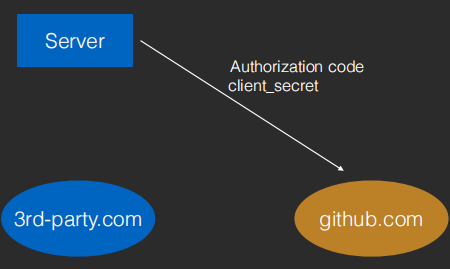 Server
Authorization code
client_secret
3rd-party.com
github.com